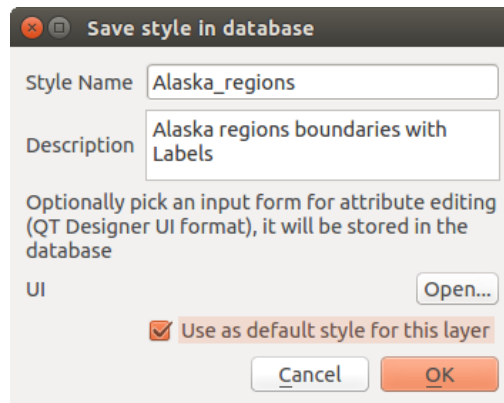 Save style in database
Style Name Alaska_regions
Description Alaska regions boundaries with
Labels
Optionally pick an input form for attribute editing
(QT Designer UI format), it will be stored in the
database
UI Open...
Use as default style for this layer
Cancel OK